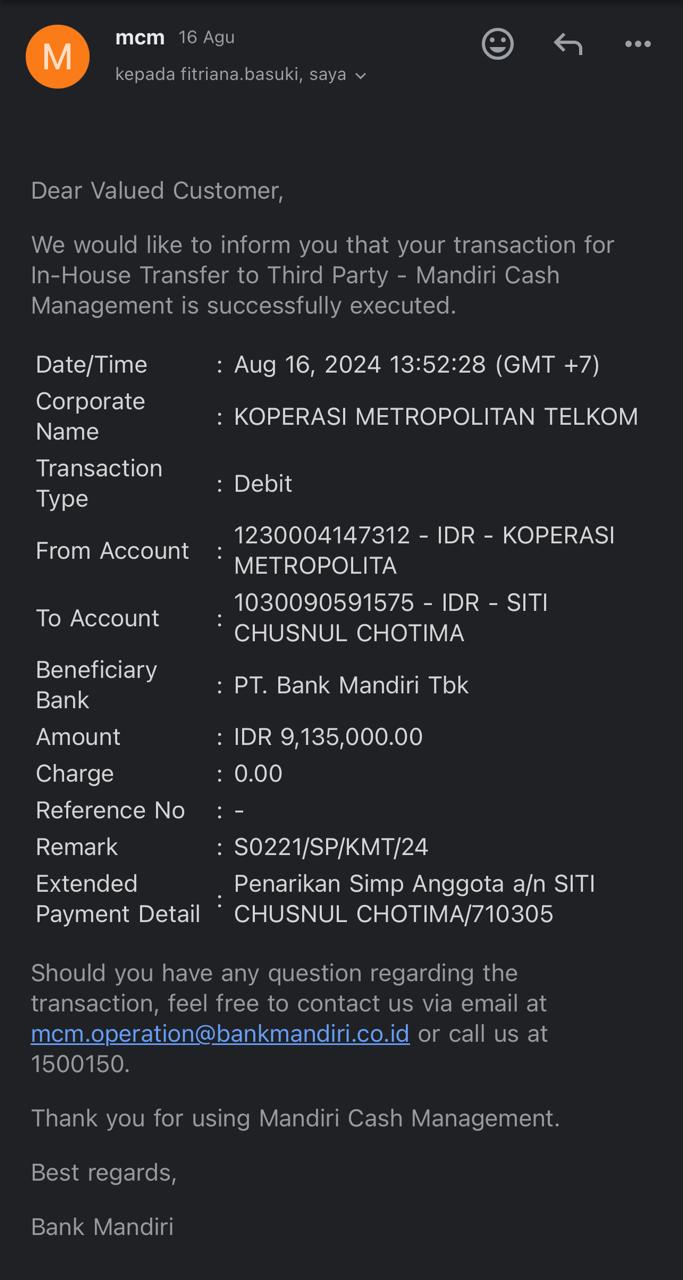 M
mcm 16 Agu
kepada fitriana.basuki, saya
Dear Valued Customer,
We would like to inform you that your transaction for
In-House Transfer to Third Party - Mandiri Cash
Management is successfully executed.
Date/Time : Aug 16, 2024 13:52:28 (GMT +7)
Corporate
Name : KOPERASI METROPOLITAN TELKOM
Transaction
Type : Debit
From Account : 1230004147312 - IDR - KOPERASI
METROPOLITA
To Account : 1030090591575 - IDR - SITI
CHUSNUL CHOTIMA
Beneficiary
Bank : PT. Bank Mandiri Tbk
Amount : IDR 9,135,000.00
Charge : 0.00
Reference No : -
Remark : S0221/SP/KMT/24
Extended
Payment Detail : Penarikan Simp Anggota a/n SITI
CHUSNUL CHOTIMA/710305
Should you have any question regarding the
transaction, feel free to contact us via email at
mcm.operation@bankmandiri.co.id or call us at
1500150.
Thank you for using Mandiri Cash Management.
Best regards,
Bank Mandiri